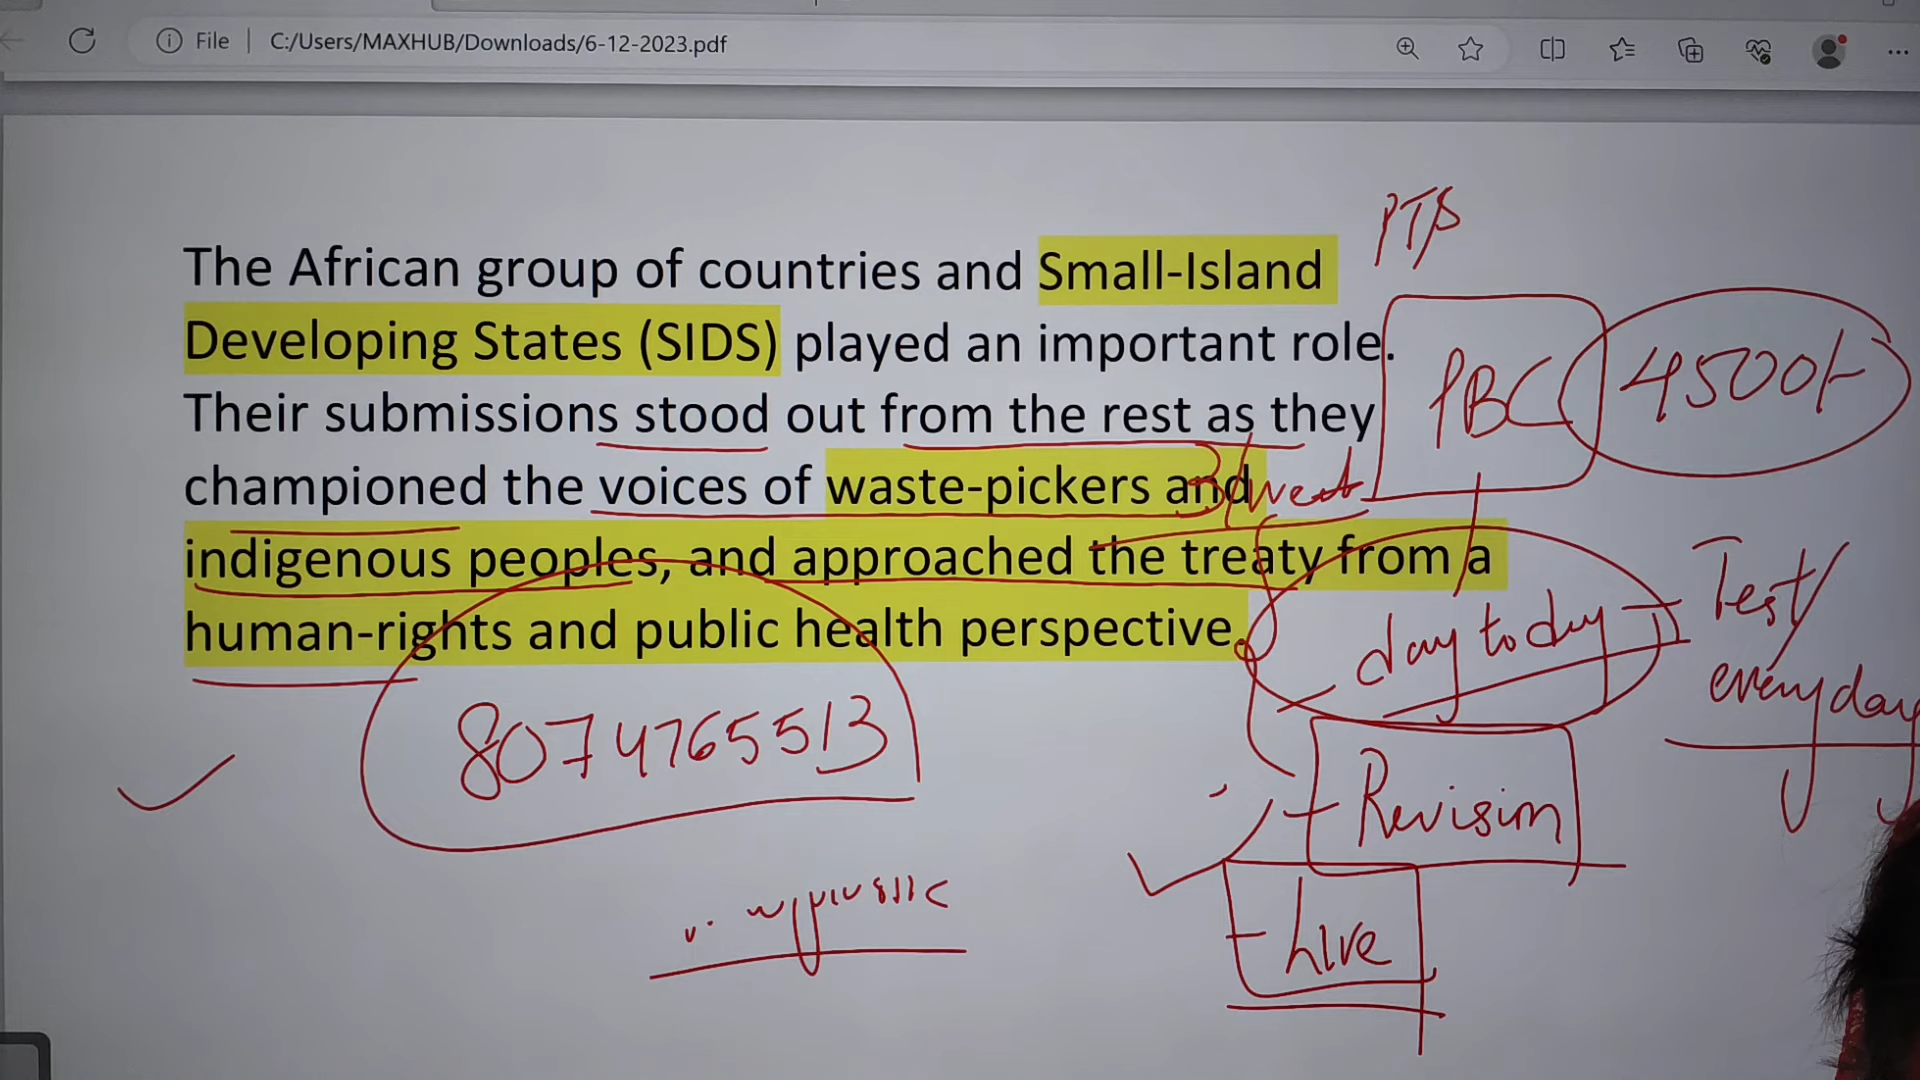 File | C:/Users/MAXHUB/Downloads/6-12-2023.pdf
The African group of countries and Small-Island
Developing States (SIDS) played an important role.
Their submissions stood out from the rest as they
championed the voices of waste-pickers and
indigenous peoples, and approached the treaty from a
human-rights and public health perspective.
PTS
PBC 4500/-
day to day
Test/
everyday
8074765513
Revision
live